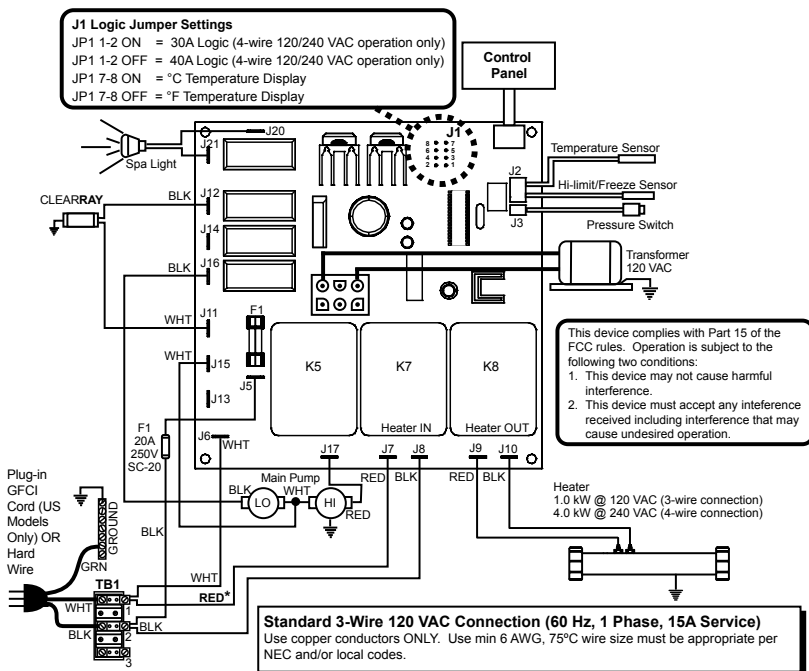 J1 Logic Jumper Settings
JP1 1-2 ON = 30A Logic (4-wire 120/240 VAC operation only)
JP1 1-2 OFF = 40A Logic (4-wire 120/240 VAC operation only)
JP1 7-8 ON = °C Temperature Display
JP1 7-8 OFF = °F Temperature Display
Control
Panel
J1
8 7
6 5
4 3
2 1
J20
J21
Spa Light
Temperature Sensor
J2
Hi-limit/Freeze Sensor
J3
Pressure Switch
CLEARRAY
BLK
J12
J14
BLK
J16
Transformer
120 VAC
J11
WHT
F1
WHT
J15
J5
J13
K5
K7
K8
Heater IN
Heater OUT
This device complies with Part 15 of the
FCC rules. Operation is subject to the
following two conditions:
1. This device may not cause harmful
interference.
2. This device must accept any inteference
received including interference that may
cause undesired operation.
F1
20A
250V
SC-20
J6
WHT
J17
J7
J8
J9
J10
RED
BLK
RED
BLK
Main Pump
BLK
LO
WHT
HI
RED
Heater
1.0 kW @ 120 VAC (3-wire connection)
4.0 kW @ 240 VAC (4-wire connection)
Plug-in
GFCI
Cord (US
Models
Only) OR
Hard
Wire
GROUND
GRN
BLK
TB1
WHT
WHT
RED*
1
BLK
BLK
2
3
Standard 3-Wire 120 VAC Connection (60 Hz, 1 Phase, 15A Service)
Use copper conductors ONLY. Use min 6 AWG, 75ºC wire size must be appropriate per
NEC and/or local codes.